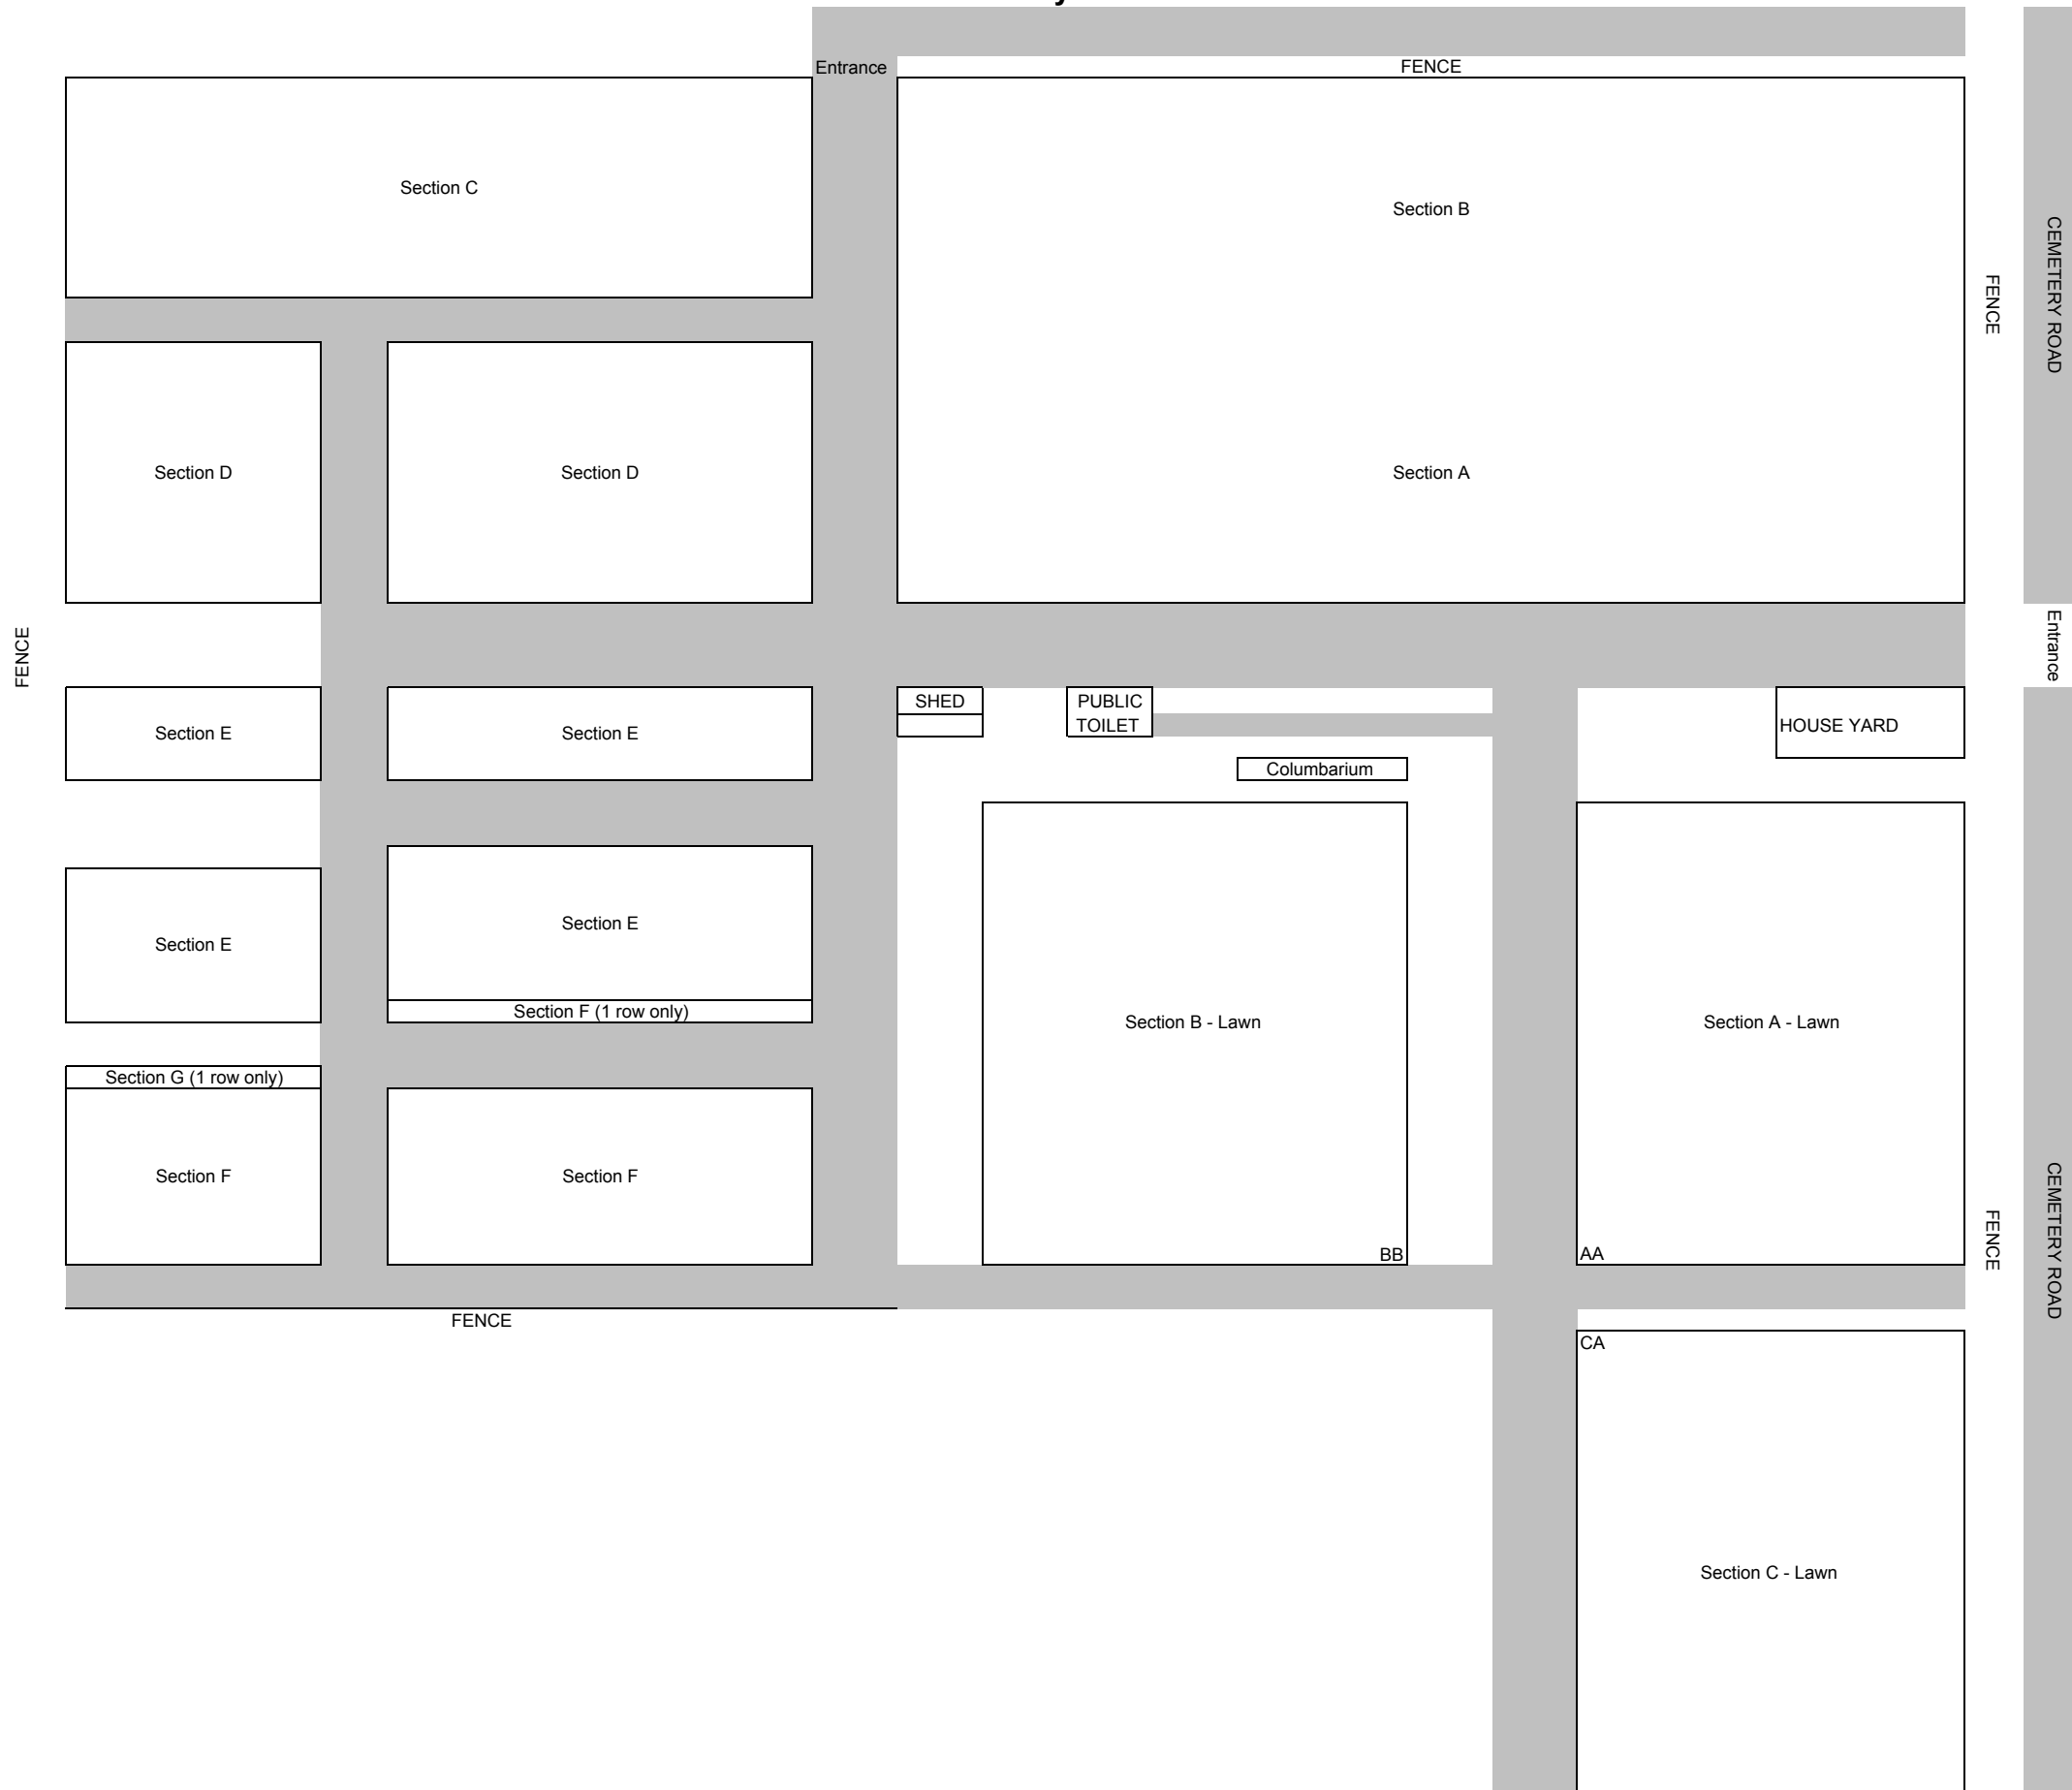 Entrance
FENCE
Section C
Section B
CEMETERY ROAD
FENCE
Section D
Section D
Section A
FENCE
Entrance
SHED
PUBLIC
TOILET
HOUSE YARD
Section E
Section E
Columbarium
Section E
Section E
Section F (1 row only)
Section B - Lawn
Section A - Lawn
Section G (1 row only)
Section F
Section F
FENCE
CEMETERY ROAD
BB
AA
FENCE
CA
Section C - Lawn